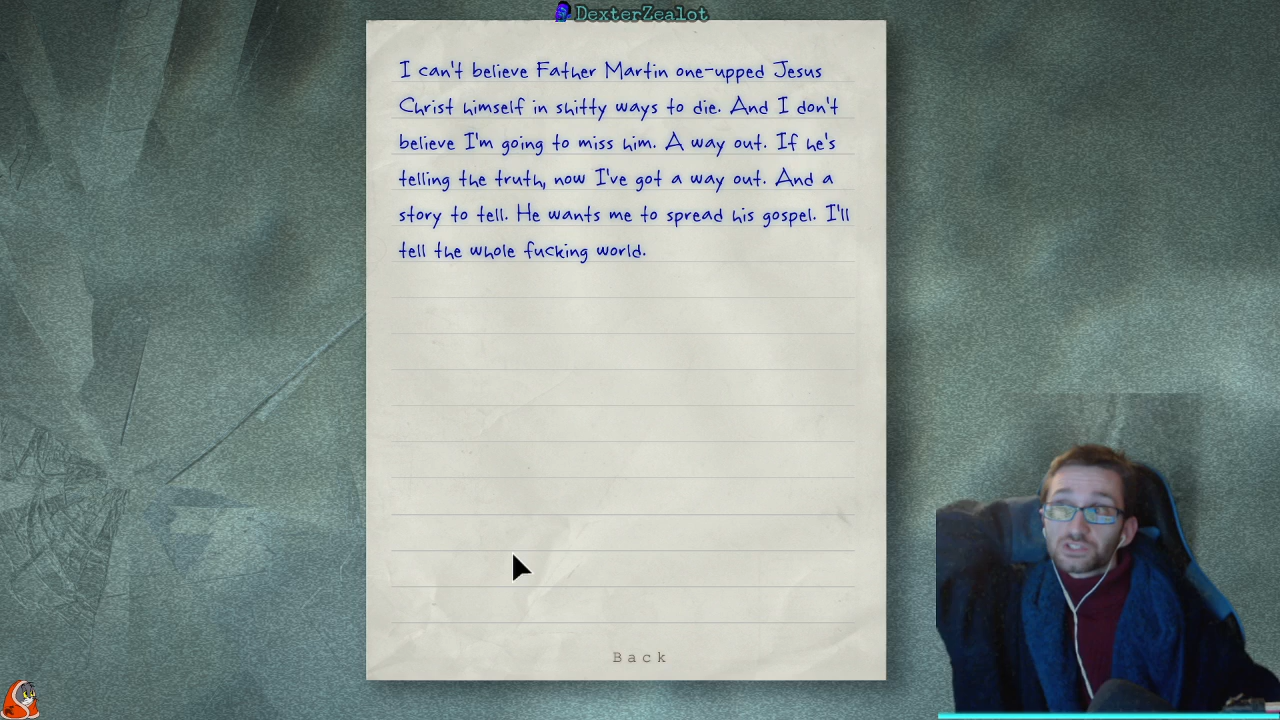 DexterZealot
I can't believe Father Martin one-upped Jesus
Christ himself in shitty ways to die. And I don't
believe I'm going to miss him. A way out. If he's
telling the truth, now I've got a way out. And a
story to tell. He wants me to spread his gospel. I'll
tell the whole fucking world.
Back